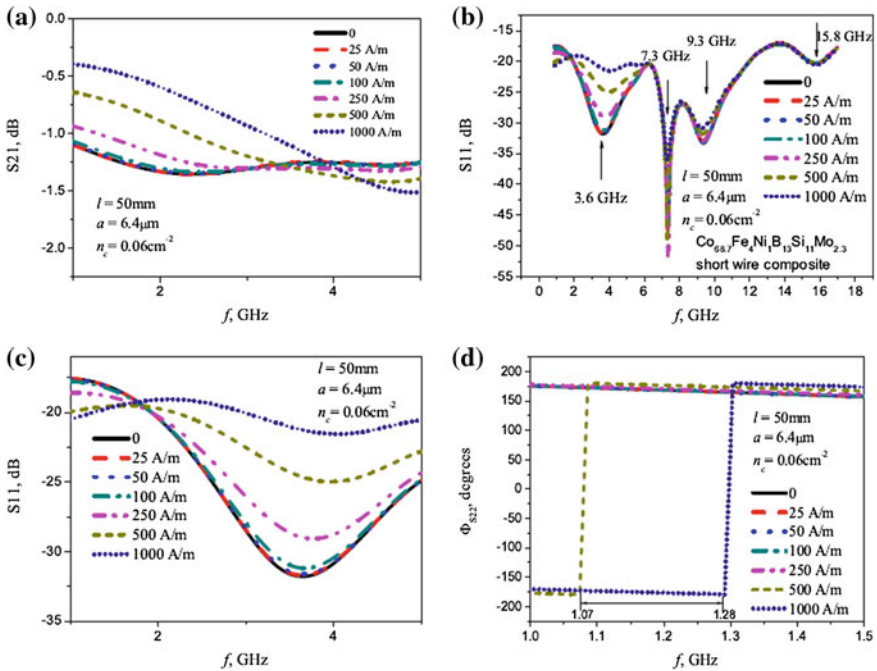 (a)
0.0
-0.5
-1.0
-1.5
-2.0
S21, dB
0
25 A/m
50 A/m
100 A/m
250 A/m
500 A/m
1000 A/m
l = 50mm
a = 6.4μm
n_c = 0.06cm⁻²
2
4
f, GHz
(b)
-15
-20
-25
-30
-35
-40
-45
-50
-55
S11, dB
7.3 GHz
9.3 GHz
15.8 GHz
3.6 GHz
0
25 A/m
50 A/m
100 A/m
250 A/m
500 A/m
1000 A/m
l = 50mm
a = 6.4μm
n_c = 0.06cm⁻²
Co₆₈.₇Fe₄Ni₁B₁₃Si₁₁Mo₂.₃
short wire composite
0 2 4 6 8 10 12 14 16 18
f, GHz
(c)
-20
-25
-30
-35
S11, dB
l = 50mm
a = 6.4μm
n_c = 0.06cm⁻²
0
25 A/m
50 A/m
100 A/m
250 A/m
500 A/m
1000 A/m
2
4
f, GHz
(d)
200
150
100
50
0
-50
-100
-150
-200
Φ_S22, degrees
l = 50mm
a = 6.4μm
n_c = 0.06cm⁻²
0
25 A/m
50 A/m
100 A/m
250 A/m
500 A/m
1000 A/m
1.07
1.28
1.0 1.1 1.2 1.3 1.4 1.5
f, GHz